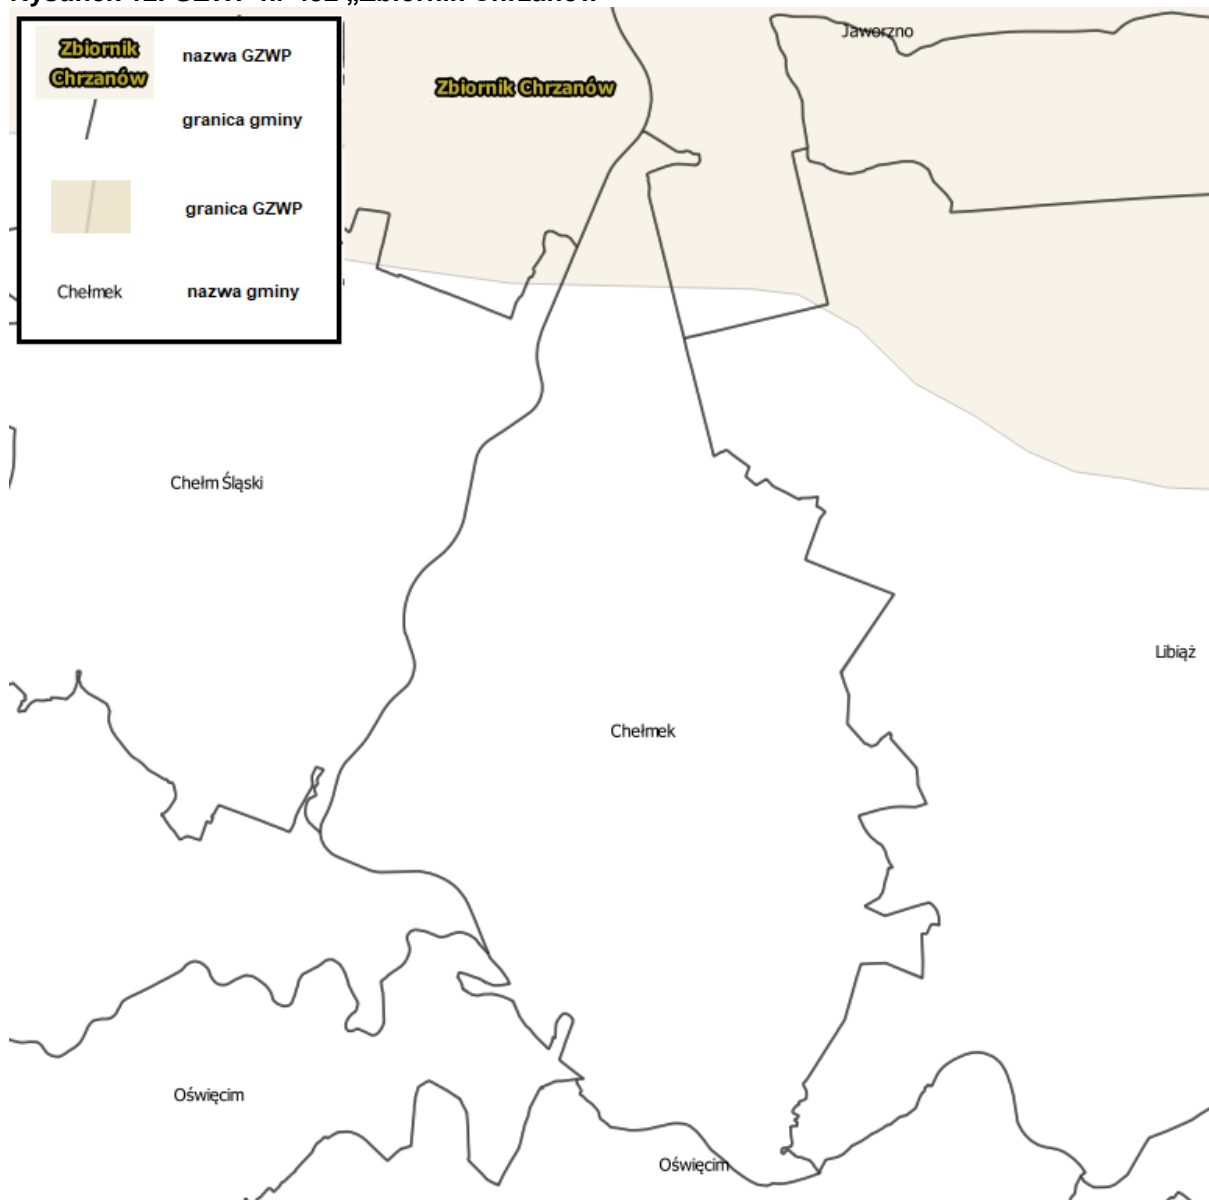 Zbiornik
Chrzanów
nazwa GZWP
granica gminy
granica GZWP
Chełmek
nazwa gminy
Zbiornik Chrzanów
Jaworzno
Chełm Śląski
Libiąż
Chełmek
Oświęcim
Oświęcim